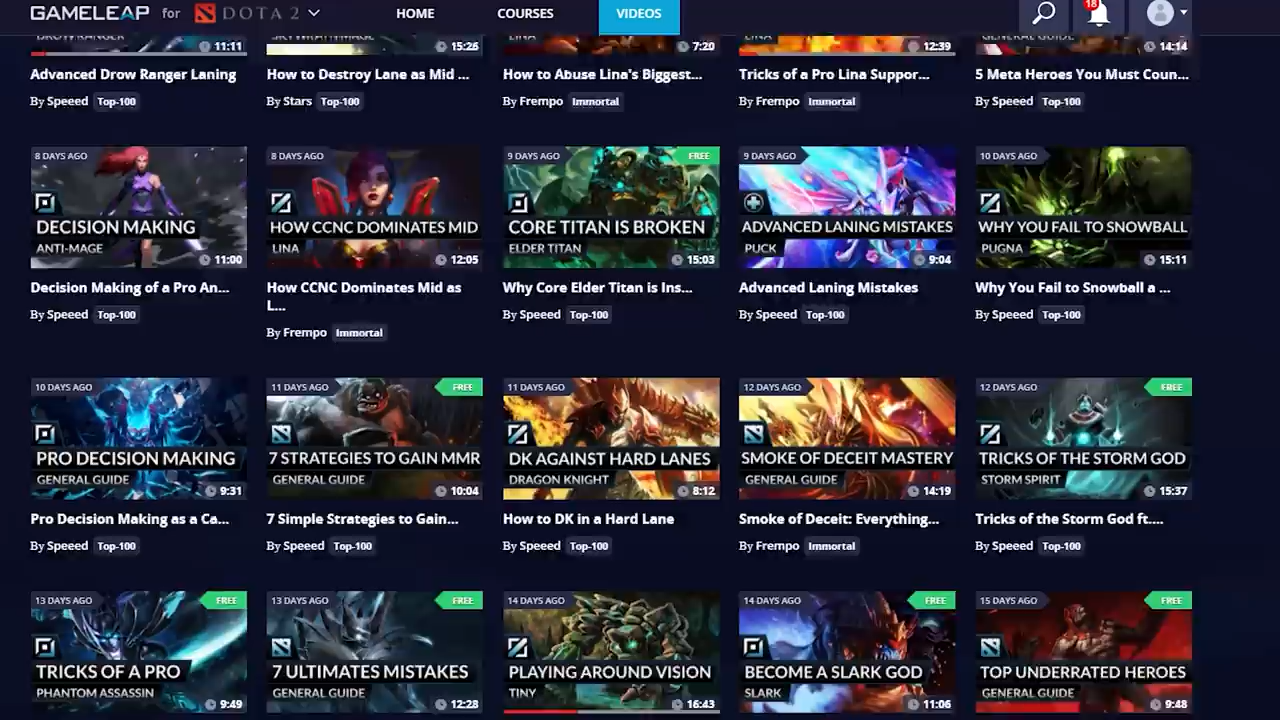 GAMELEAP for DOTA 2
HOME
COURSES
VIDEOS
18
DROW RANGER
11:11
SKYWRATH MAGE
15:26
LINA
7:20
LINA
12:39
GENERAL GUIDE
14:14
Advanced Drow Ranger Laning
How to Destroy Lane as Mid ...
How to Abuse Lina's Biggest...
Tricks of a Pro Lina Suppor...
5 Meta Heroes You Must Coun...
By Speeed Top-100
By Stars Top-100
By Frempo Immortal
By Frempo Immortal
By Speeed Top-100
8 DAYS AGO
DECISION MAKING
ANTI-MAGE
11:00
8 DAYS AGO
HOW CCNC DOMINATES MID
LINA
12:05
9 DAYS AGO
FREE
CORE TITAN IS BROKEN
ELDER TITAN
15:03
9 DAYS AGO
ADVANCED LANING MISTAKES
PUCK
9:04
10 DAYS AGO
WHY YOU FAIL TO SNOWBALL
PUGNA
15:11
Decision Making of a Pro An...
How CCNC Dominates Mid as
L...
Why Core Elder Titan is Ins...
Advanced Laning Mistakes
Why You Fail to Snowball a ...
By Speeed Top-100
By Frempo Immortal
By Speeed Top-100
By Speeed Top-100
By Speeed Top-100
10 DAYS AGO
PRO DECISION MAKING
GENERAL GUIDE
9:31
11 DAYS AGO
FREE
7 STRATEGIES TO GAIN MMR
GENERAL GUIDE
10:04
11 DAYS AGO
DK AGAINST HARD LANES
DRAGON KNIGHT
8:12
12 DAYS AGO
SMOKE OF DECEIT MASTERY
GENERAL GUIDE
14:19
12 DAYS AGO
FREE
TRICKS OF THE STORM GOD
STORM SPIRIT
15:37
Pro Decision Making as a Ca...
7 Simple Strategies to Gain...
How to DK in a Hard Lane
Smoke of Deceit: Everything...
Tricks of the Storm God ft....
By Speeed Top-100
By Speeed Top-100
By Speeed Top-100
By Frempo Immortal
By Speeed Top-100
13 DAYS AGO
FREE
TRICKS OF A PRO
PHANTOM ASSASSIN
9:49
13 DAYS AGO
FREE
7 ULTIMATES MISTAKES
GENERAL GUIDE
12:28
14 DAYS AGO
PLAYING AROUND VISION
TINY
16:43
14 DAYS AGO
FREE
BECOME A SLARK GOD
SLARK
11:06
15 DAYS AGO
FREE
TOP UNDERRATED HEROES
GENERAL GUIDE
9:48